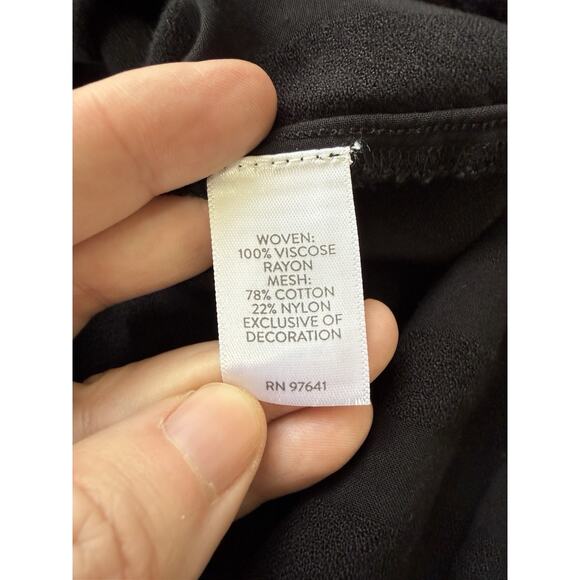 WOVEN:
100% VISCOSE
RAYON
MESH:
78% COTTON
22% NYLON
EXCLUSIVE OF
DECORATION
RN 97641